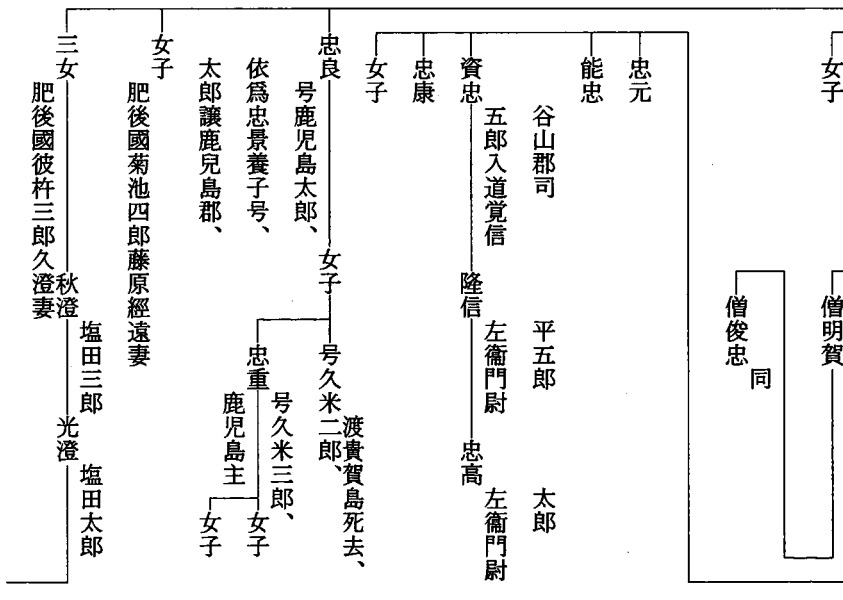 女子
僧明賀
僧俊忠
同
忠元
能忠
谷山郡司
資忠
五郎入道覚信
平五郎
隆信
左衞門尉
太郎
忠高
左衞門尉
忠康
女子
忠良
号鹿児島太郎、
依爲忠景養子号、
太郎譲鹿兒島郡、
女子
渡貴賀島死去、
号久米二郎、
忠重
号久米三郎、
鹿児島主
女子
女子
女子
肥後國菊池四郎藤原經遠妻
三女
肥後國彼杵三郎久澄妻
秋澄
塩田三郎
光澄
塩田太郎